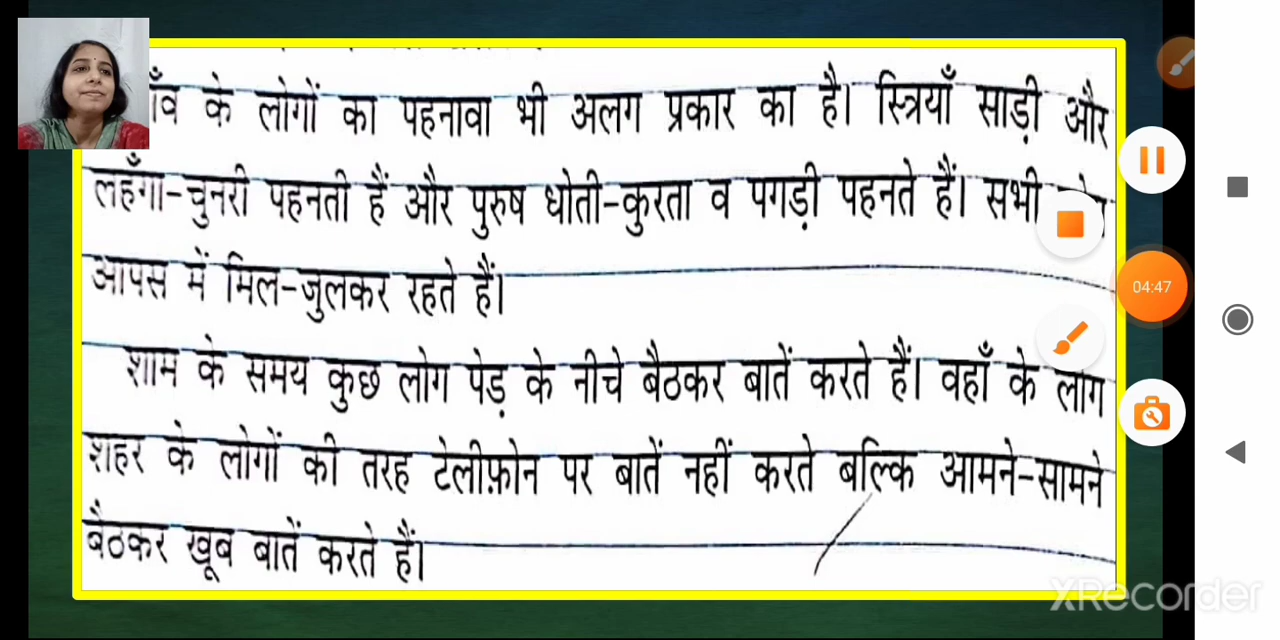 के लोगों का पहनावा भी अलग प्रकार का है। स्त्रियाँ साड़ी और
लहँगा-चुनरी पहनती हैं और पुरुष धोती-कुरता व पगड़ी पहनते हैं। सभी
आपस में मिल-जुलकर रहते हैं।
शाम के समय कुछ लोग पेड़ के नीचे बैठकर बातें करते हैं। वहाँ के लोग
शहर के लोगों की तरह टेलीफ़ोन पर बातें नहीं करते बल्कि आमने-सामने
बैठकर खूब बातें करते हैं।
04:47
XRecorder